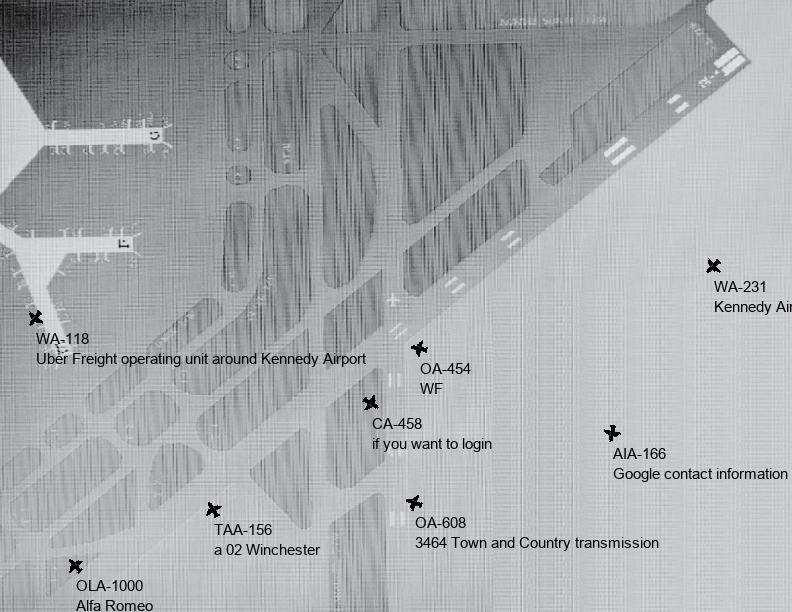 WA-231
Kennedy Air
WA-118
Uber Freight operating unit around Kennedy Airport
OA-454
WF
CA-458
if you want to login
AIA-166
Google contact information
OA-608
3464 Town and Country transmission
TAA-156
a 02 Winchester
OLA-1000
Alfa Romeo